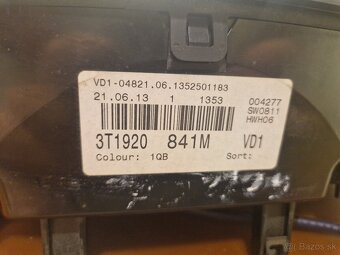 VD1-04821.06.1352501183
21.06.13 1 1353 004277
SW0811
HWH06
3T1920 841M VD1
Colour: 1QB Sort:
© Bazos.sk